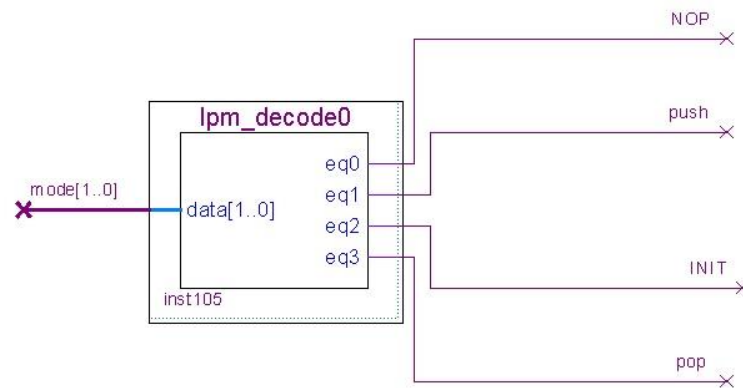 NOP
lpm_decode0
push
eq0
mode[1..0]
eq1
data[1..0]
eq2
eq3
INIT
inst105
pop